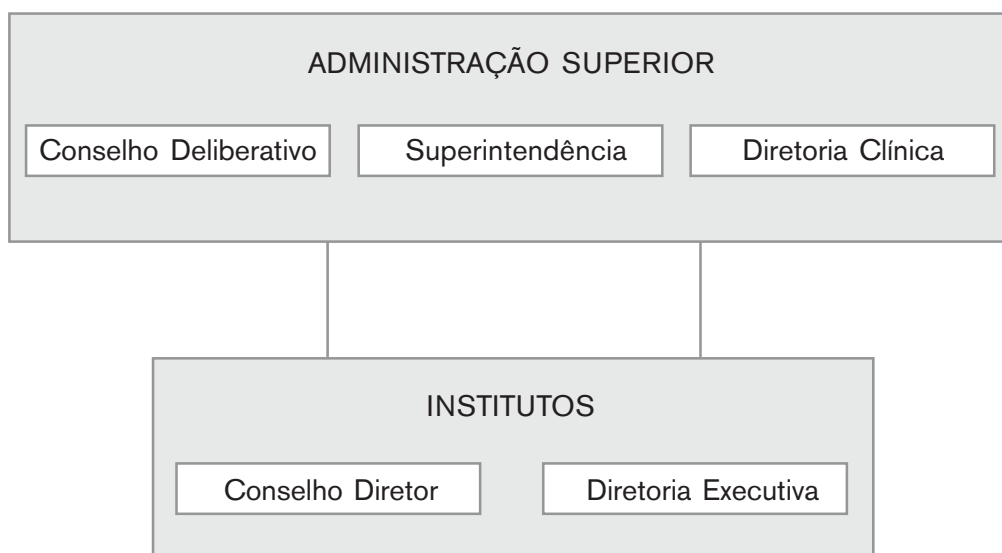 ADMINISTRAÇÃO SUPERIOR
Conselho Deliberativo
Superintendência
Diretoria Clínica
INSTITUTOS
Conselho Diretor
Diretoria Executiva